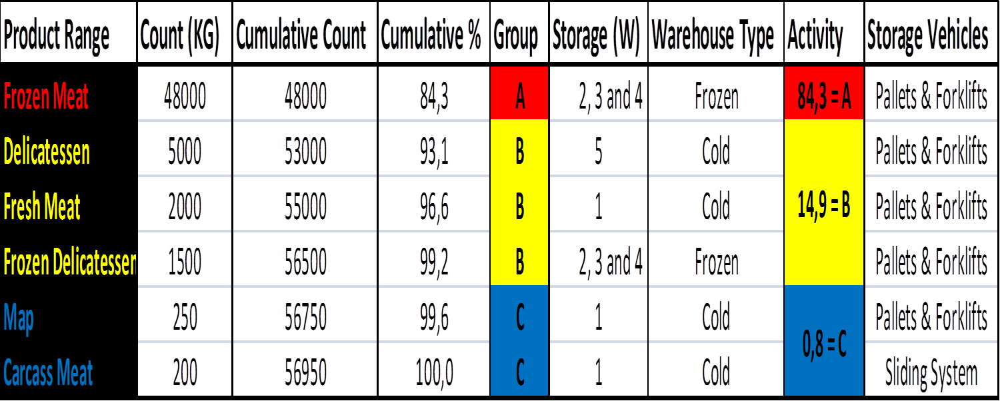 Product Range Count (KG) Cumulative Count Cumulative % Group Storage (W) Warehouse Type Activity Storage Vehicles
Frozen Meat 48000 48000 84,3 A 2, 3 and 4 Frozen 84,3 = A Pallets & Forklifts
Delicatessen 5000 53000 93,1 B 5 Cold Pallets & Forklifts
Fresh Meat 2000 55000 96,6 B 1 Cold 14,9 = B Pallets & Forklifts
Frozen Delicatessen 1500 56500 99,2 B 2, 3 and 4 Frozen Pallets & Forklifts
Map 250 56750 99,6 C 1 Cold Pallets & Forklifts
0,8 = C
Carcass Meat 200 56950 100,0 C 1 Cold Sliding System